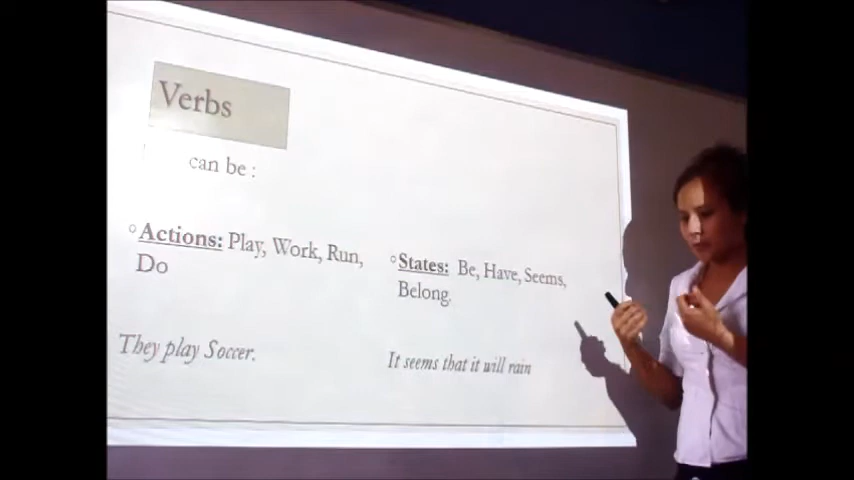 Verbs
can be :
Actions: Play, Work, Run,
Do
States: Be, Have, Seems,
Belong.
They play Soccer.
It seems that it will rain